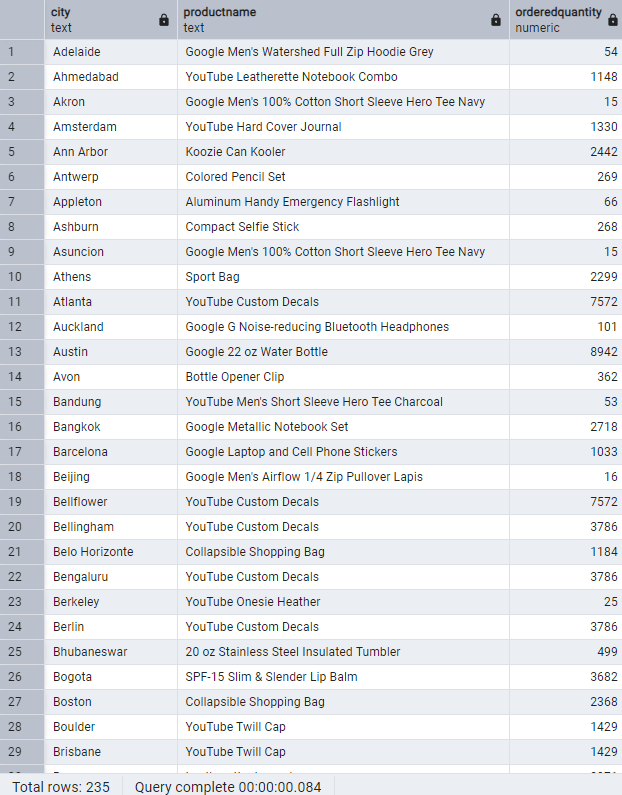 city productname orderedquantity
text text numeric
1 Adelaide Google Men's Watershed Full Zip Hoodie Grey 54
2 Ahmedabad YouTube Leatherette Notebook Combo 1148
3 Akron Google Men's 100% Cotton Short Sleeve Hero Tee Navy 15
4 Amsterdam YouTube Hard Cover Journal 1330
5 Ann Arbor Koozie Can Kooler 2442
6 Antwerp Colored Pencil Set 269
7 Appleton Aluminum Handy Emergency Flashlight 66
8 Ashburn Compact Selfie Stick 268
9 Asuncion Google Men's 100% Cotton Short Sleeve Hero Tee Navy 15
10 Athens Sport Bag 2299
11 Atlanta YouTube Custom Decals 7572
12 Auckland Google G Noise-reducing Bluetooth Headphones 101
13 Austin Google 22 oz Water Bottle 8942
14 Avon Bottle Opener Clip 362
15 Bandung YouTube Men's Short Sleeve Hero Tee Charcoal 53
16 Bangkok Google Metallic Notebook Set 2718
17 Barcelona Google Laptop and Cell Phone Stickers 1033
18 Beijing Google Men's Airflow 1/4 Zip Pullover Lapis 16
19 Bellflower YouTube Custom Decals 7572
20 Bellingham YouTube Custom Decals 3786
21 Belo Horizonte Collapsible Shopping Bag 1184
22 Bengaluru YouTube Custom Decals 3786
23 Berkeley YouTube Onesie Heather 25
24 Berlin YouTube Custom Decals 3786
25 Bhubaneswar 20 oz Stainless Steel Insulated Tumbler 499
26 Bogota SPF-15 Slim & Slender Lip Balm 3682
27 Boston Collapsible Shopping Bag 2368
28 Boulder YouTube Twill Cap 1429
29 Brisbane YouTube Twill Cap 1429
Total rows: 235 Query complete 00:00:00.084